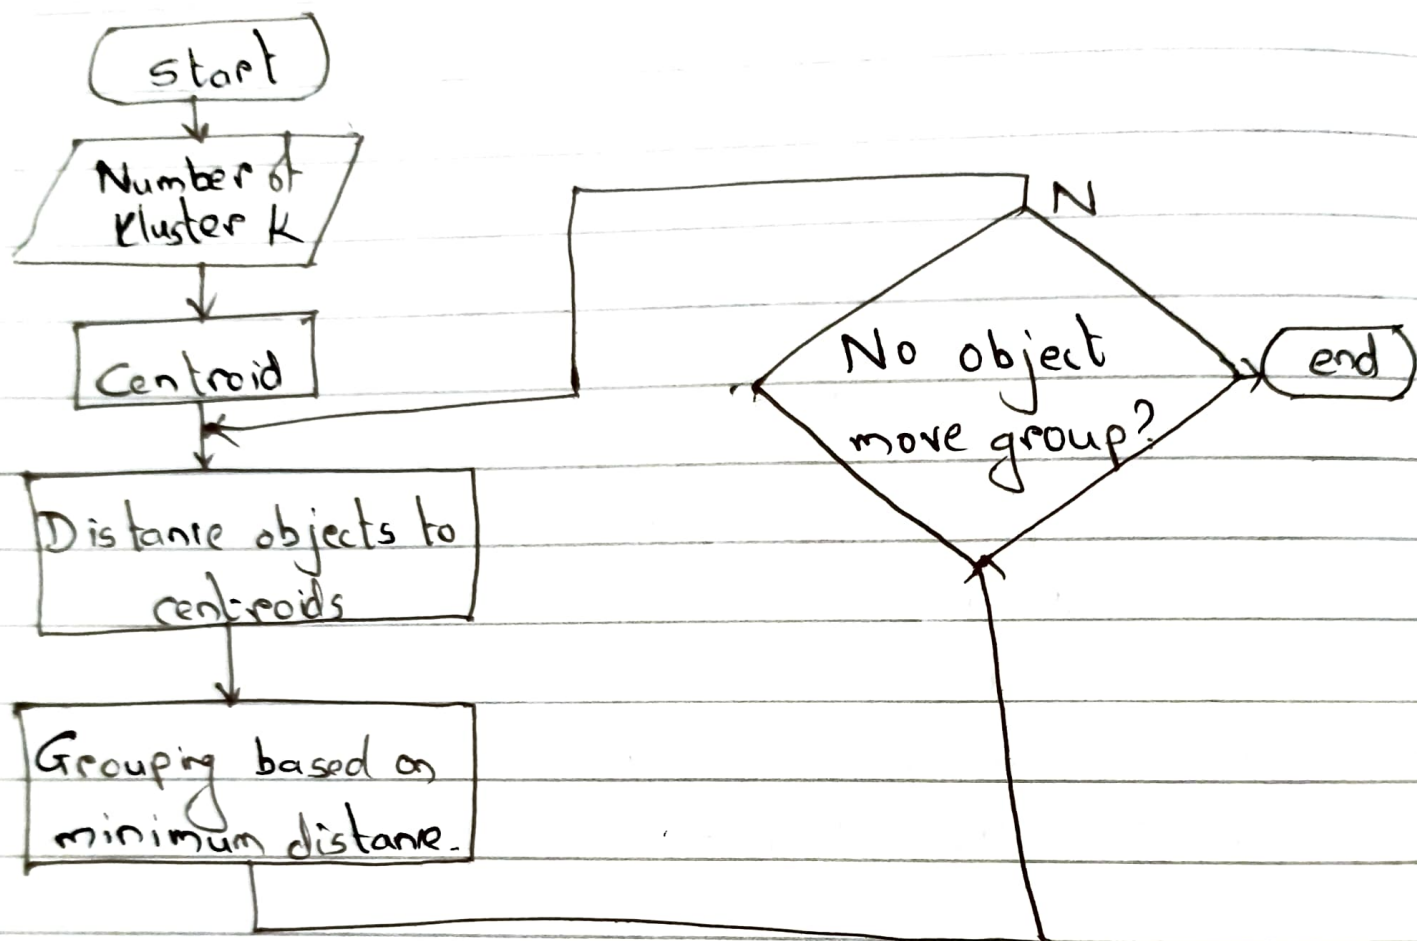 start
Number of
kluster k
Centroid
Distance objects to
centroids
Grouping based on
minimum distance.
N
No object
move group?
end